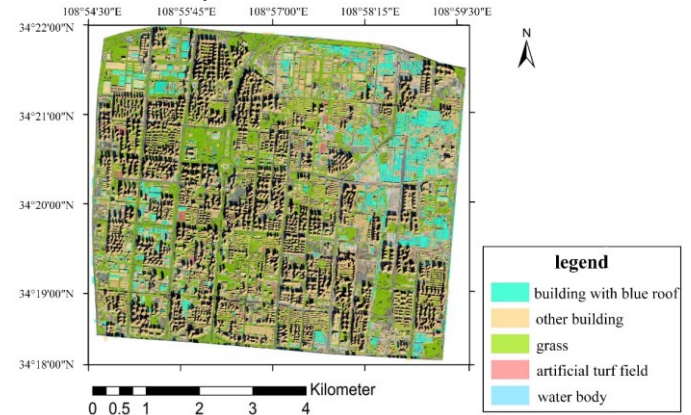 108°54'30"E 108°55'45"E 108°57'00"E 108°58'15"E 108°59'30"E
34°22'00"N
N
34°21'00"N
34°20'00"N
34°19'00"N
34°18'00"N
legend
building with blue roof
other building
grass
artificial turf field
water body
Kilometer
0 0.5 1 2 3 4